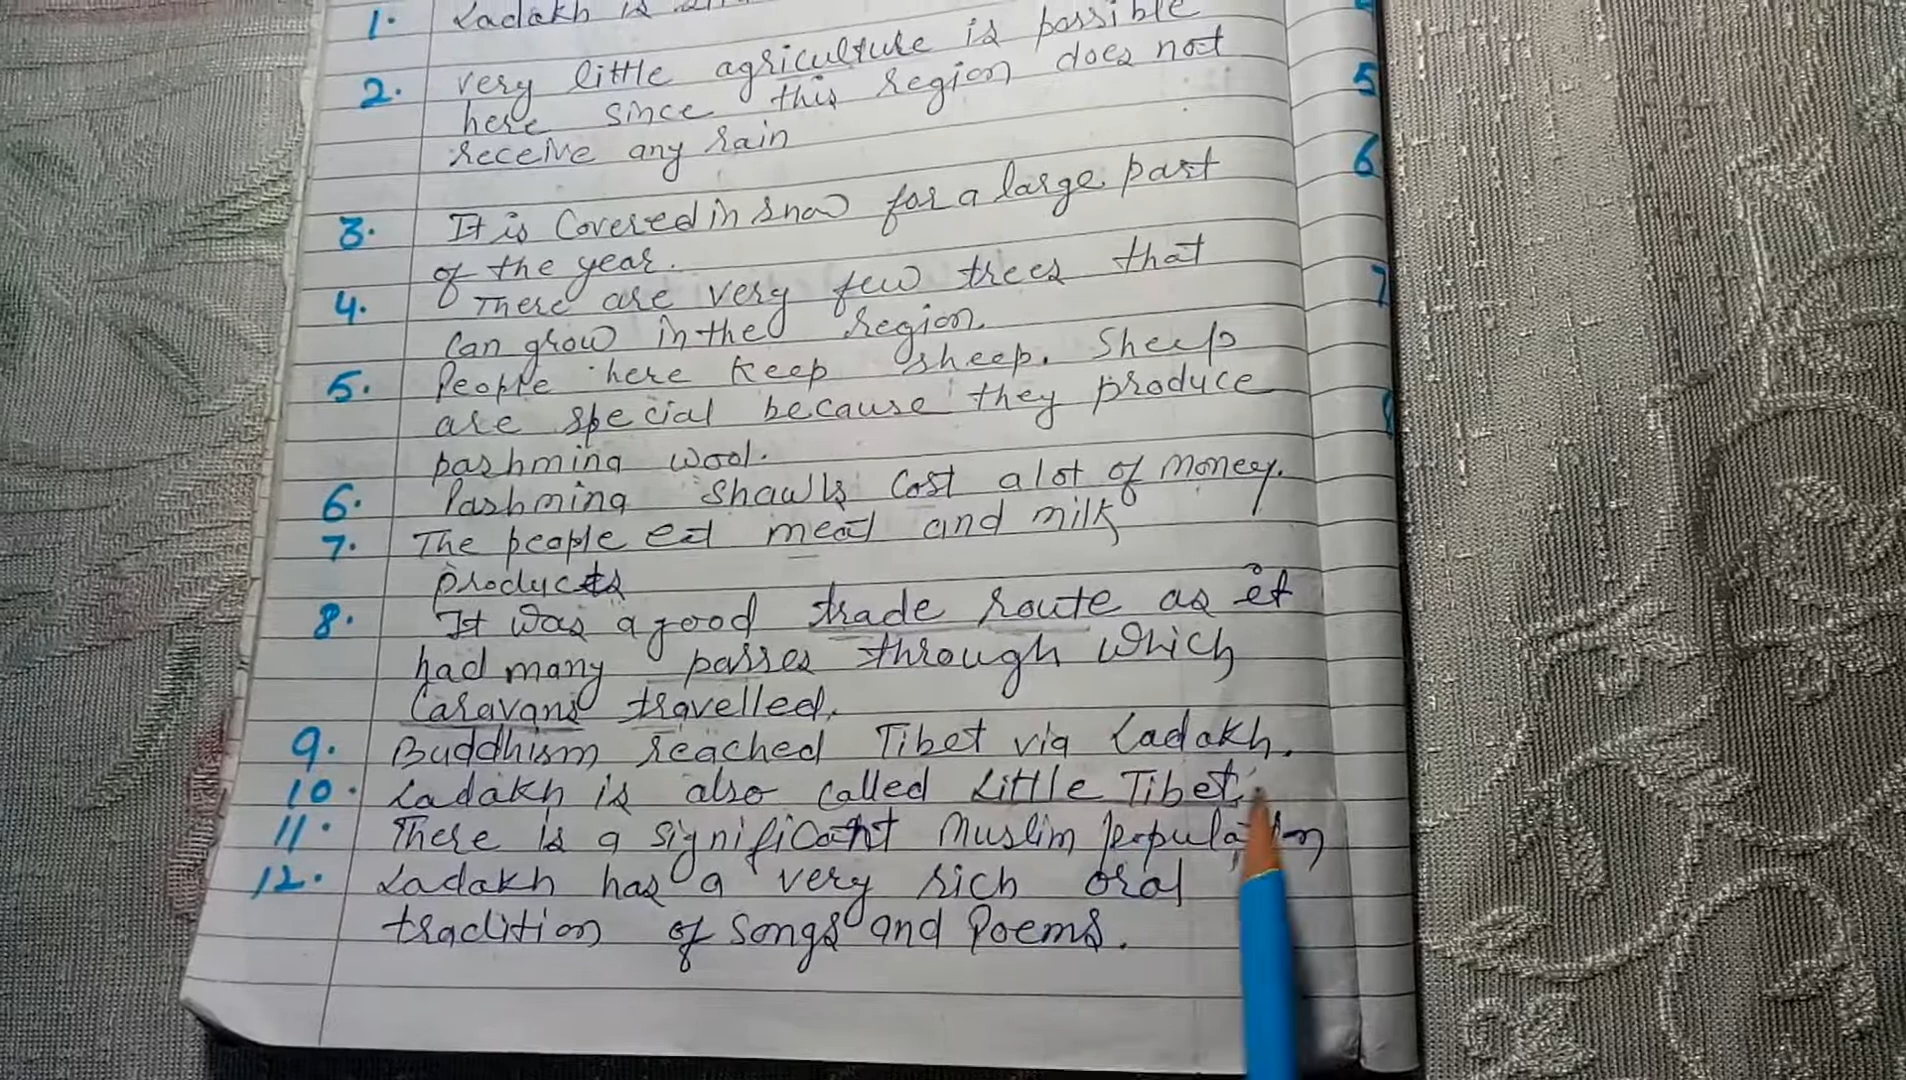 1. Ladakh is
2. very little agriculture is possible
here since this region does not
receive any rain
3. It is Covered in snow for a large part
of the year.
4. There are very few trees that
Can grow in the region.
5. People here keep sheep. Sheep
are special because they produce
pashmina wool.
6. Pashmina shawls Cost a lot of money.
7. The people eat meat and milk
products
8. It was a good trade route as it
had many passes through which
Caravans travelled.
9. Buddhism reached Tibet via Ladakh.
10. Ladakh is also called Little Tibet.
11. There is a significant Muslim population
12. Ladakh has a very rich oral
tradition of songs and Poems.
5
6
7
8